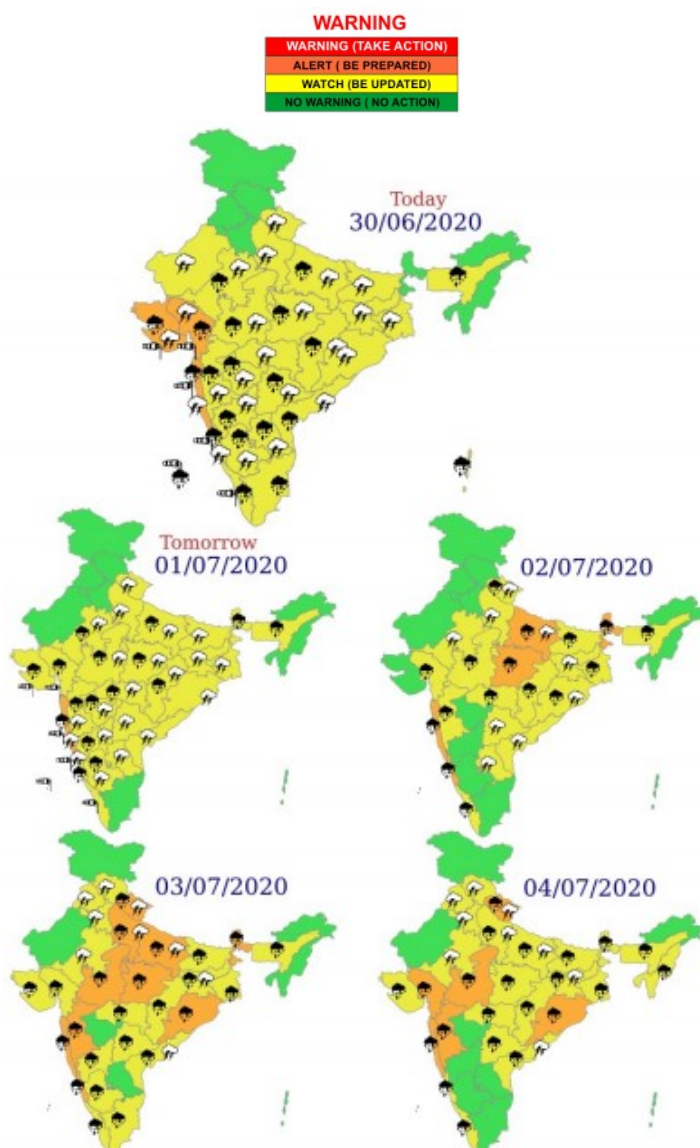 WARNING
WARNING (TAKE ACTION)
ALERT ( BE PREPARED)
WATCH (BE UPDATED)
NO WARNING ( NO ACTION)
Today
30/06/2020
Tomorrow
01/07/2020
02/07/2020
03/07/2020
04/07/2020